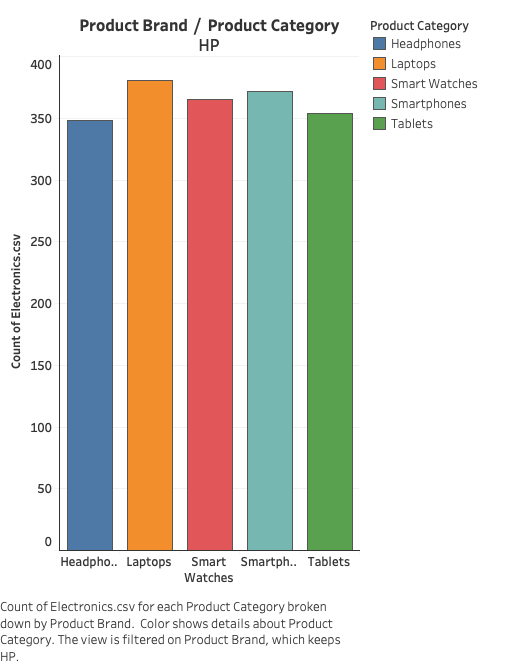 Product Brand / Product Category
HP
Product Category
Headphones
Laptops
Smart Watches
Smartphones
Tablets
Count of Electronics.csv
400
350
300
250
200
150
100
50
0
Headpho.. Laptops Smart Watches Smartph.. Tablets
Count of Electronics.csv for each Product Category broken
down by Product Brand. Color shows details about Product
Category. The view is filtered on Product Brand, which keeps
HP.